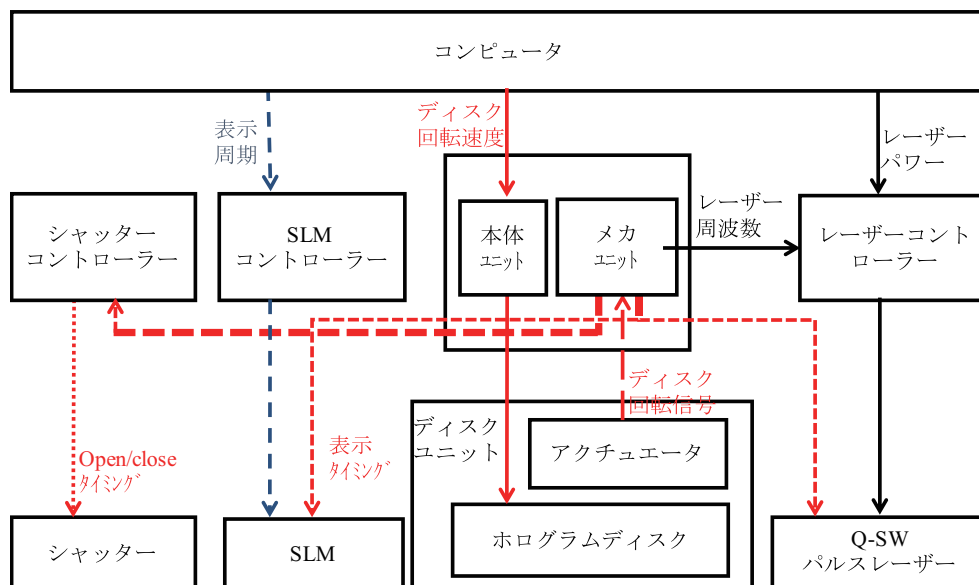 コンピュータ
表示
周期
ディスク
回転速度
レーザー
パワー
シャッター
コントローラー
SLM
コントローラー
本体
ﾕﾆｯﾄ
メカ
ﾕﾆｯﾄ
レーザー
周波数
レーザーコント
ローラー
ディスク
回転信号
Open/close
ﾀｲﾐﾝｸﾞ
表示
ﾀｲﾐﾝｸﾞ
ディスク
ユニット
アクチュエータ
ホログラムディスク
シャッター
SLM
Q-SW
パルスレーザー